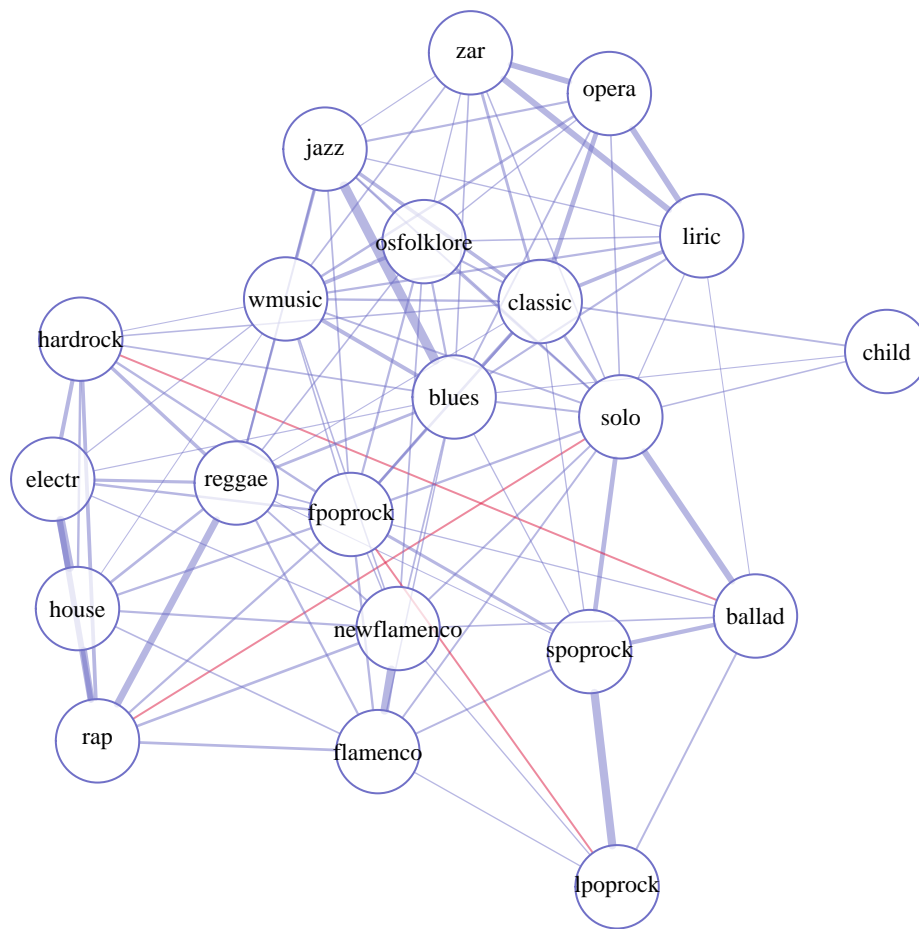 zar
opera
jazz
osfolklore
liric
wmusic
classic
hardrock
child
blues
solo
electr
reggae
fpoprock
house
newflamenco
ballad
spoprock
rap
flamenco
lpoprock